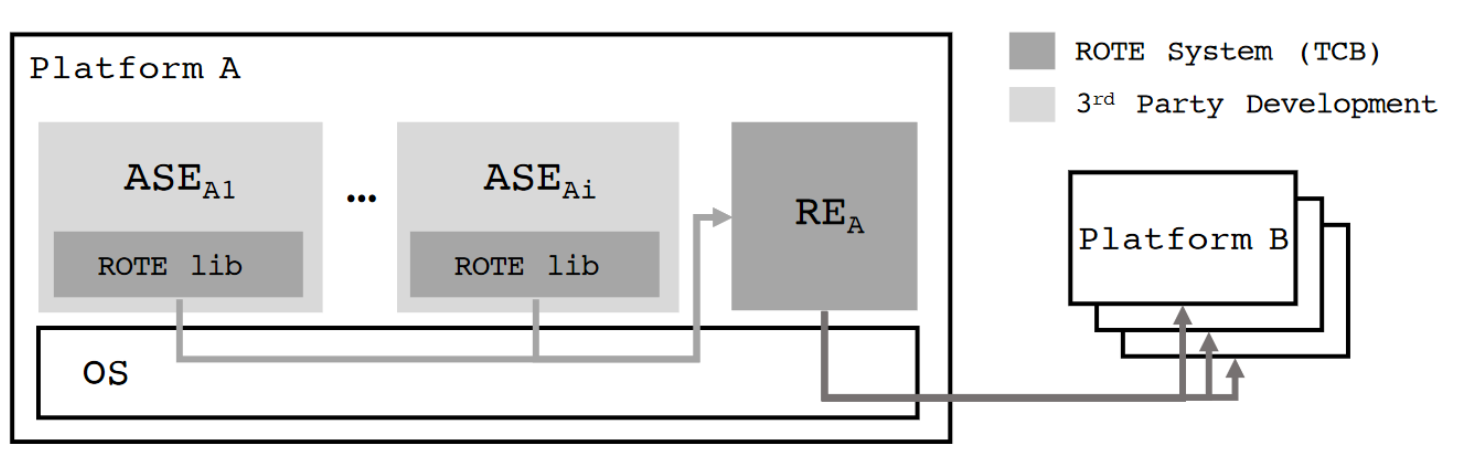 Platform A
ROTE System (TCB)
3rd Party Development
ASEA1
...
ASEAi
REA
ROTE lib
ROTE lib
Platform B
OS